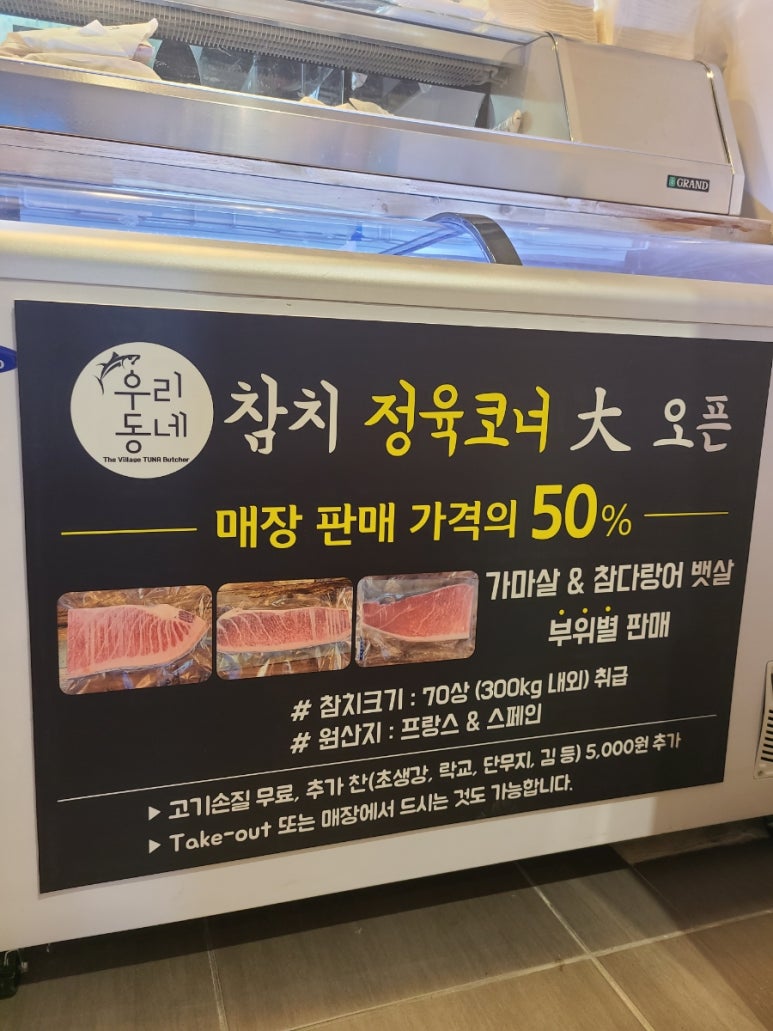 GRAND
우리
동네
The Village TUNA Butcher
참치 정육코너 大 오픈
매장 판매 가격의 50%
가마살 & 참다랑어 뱃살
부위별 판매
# 참치크기 : 70상 (300kg 내외) 취급
# 원산지 : 프랑스 & 스페인
▶ 고기손질 무료, 추가 찬(초생강, 락교, 단무지, 김 등) 5,000원 추가
▶ Take-out 또는 매장에서 드시는 것도 가능합니다.